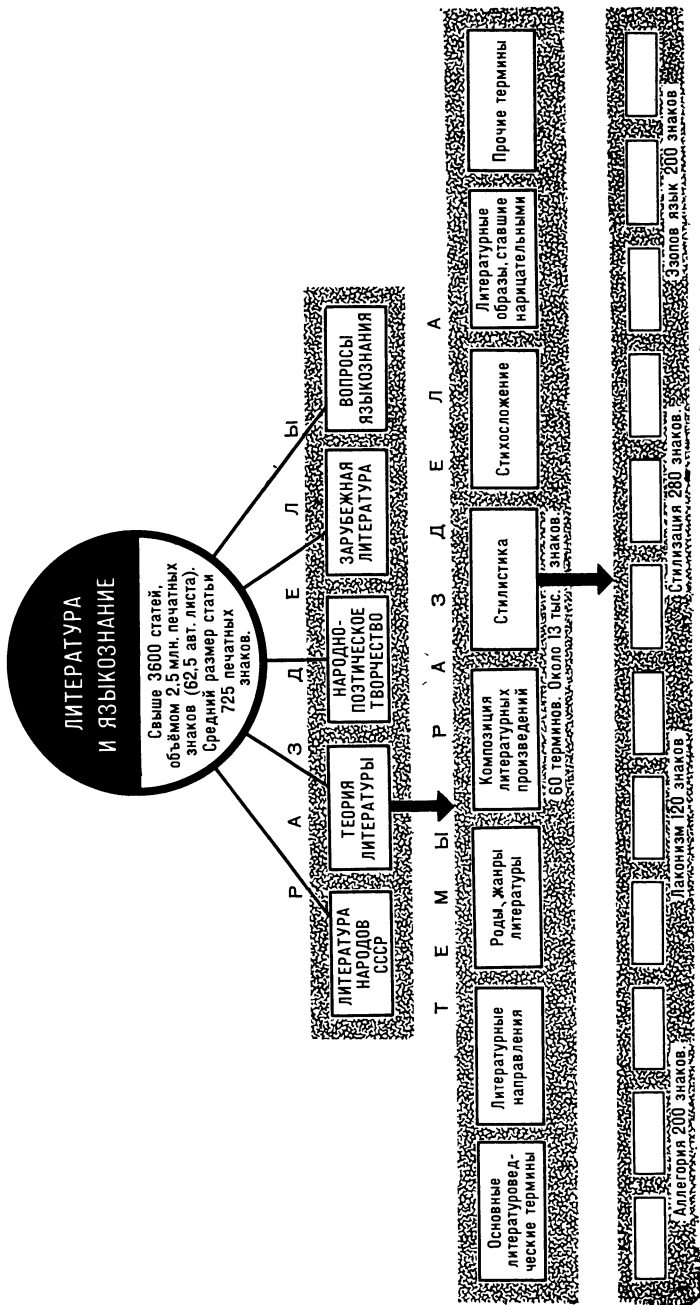 ЛИТЕРАТУРА
И ЯЗЫКОЗНАНИЕ
Свыше 3600 статей,
объёмом 2,5 млн. печатных
знаков (62,5 авт. листа).
Средний размер статьи
725 печатных
знаков.
РАЗДЕЛЫ
ЛИТЕРАТУРА
НАРОДОВ
СССР
ТЕОРИЯ
ЛИТЕРАТУРЫ
НАРОДНО-
ПОЭТИЧЕСКОЕ
ТВОРЧЕСТВО
ЗАРУБЕЖНАЯ
ЛИТЕРАТУРА
ВОПРОСЫ
ЯЗЫКОЗНАНИЯ
ТЕМЫ РАЗДЕЛА
Основные
литературовед-
ческие термины
Литературные
направления
Роды, жанры
литературы
Композиция
литературных
произведений
Стилистика
Стихосложение
Литературные
образы, ставшие
нарицательными
Прочие термины
60 терминов. Около 13 тыс. знаков.
Аллегория 200 знаков.
Лаконизм 120 знаков
Стилизация 280 знаков.
Эзопов язык 200 знаков